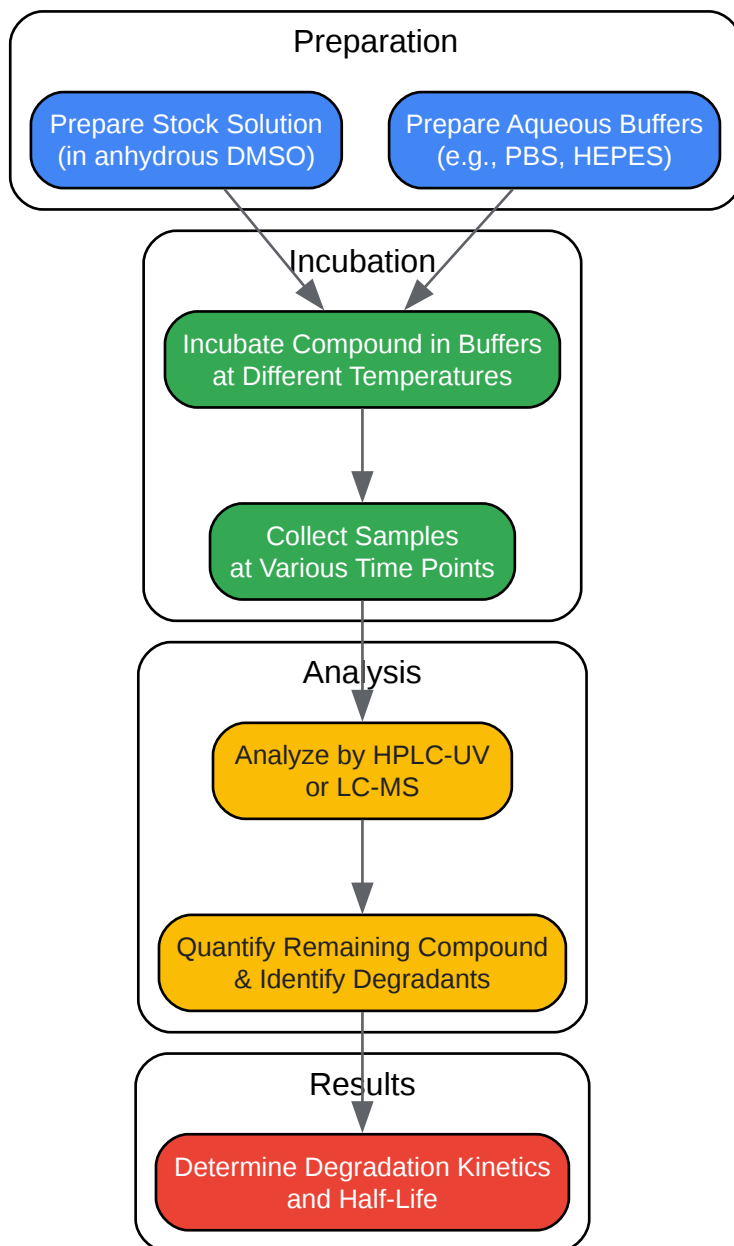 Preparation
Prepare Stock Solution
(in anhydrous DMSO)
Prepare Aqueous Buffers
(e.g., PBS, HEPES)
Incubation
Incubate Compound in Buffers
at Different Temperatures
Collect Samples
at Various Time Points
Analysis
Analyze by HPLC-UV
or LC-MS
Quantify Remaining Compound
& Identify Degradants
Results
Determine Degradation Kinetics
and Half-Life